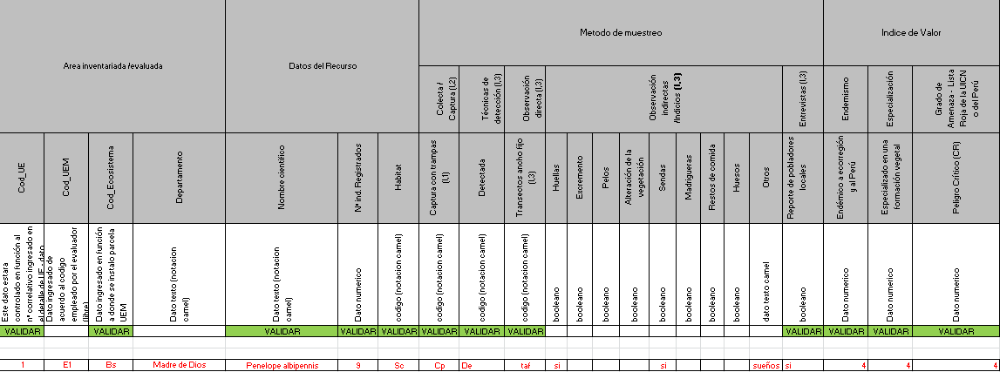 Area inventariada /evaluada
Datos del Recurso
Metodo de muestreo
Indice de Valor
Colecta /
Captura (I,2)
Técnicas de
detección (I,3)
Observación
directa (I,3)
Observación
indirectas
/Indicios (I,3)
Entrevistas (I,3)
Endemismo
Especialización
Grado de
Amenaza - Lista
Roja de la UICN
o del Perú
Cod_UE
Cod_UEM
Cod_Ecosistema
Departamento
Nombre científico
Nª ind. Registrados
Habitat
Captura con trampas
(I,1)
Detectada
Transectos ancho fijo
(I,3)
Huellas
Excremento
Pelos
Alteración de la
vegetación
Sendas
Madrigueras
Restos de comida
Huesos
Otros
Reporte de pobladores
locales
Endémico a ecorregión
y al Perú
Especializado en una
formación vegetal
Peligro Crítico (CR)
Este dato estara
controlado en función al
nª correlativo ingresado en
el detalle de UE - dato
Dato ingresado de
acuerdo al codigo
empleado por el evaluador
(libre)
Dato ingresado en función
a donde se instalo parcela
UEM
Dato texto (notacion
camel)
Dato texto (notacion
camel)
Dato numerico
codigo (notacion camel)
codigo (notacion camel)
codigo (notacion camel)
codigo (notacion camel)
booleano
booleano
booleano
booleano
booleano
booleano
booleano
booleano
dato texto camel
booleano
Dato numerico
Dato numerico
Dato numerico
VALIDAR VALIDAR VALIDAR VALIDAR VALIDAR VALIDAR VALIDAR VALIDAR VALIDAR VALIDAR VALIDAR VALIDAR
1 E1 Bs Madre de Dios Penelope albipennis 9 Sc Cp De taf si si sueños si 4 4 4